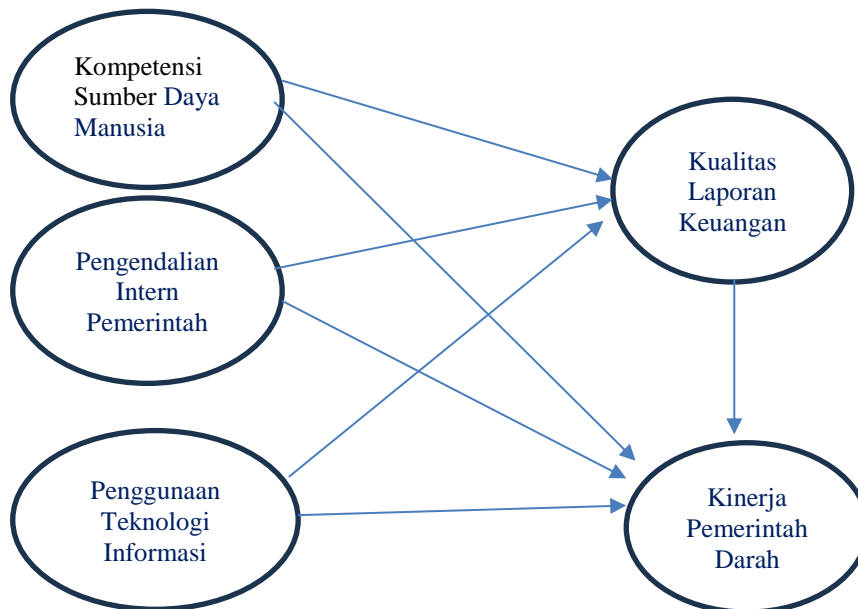 Kompetensi
Sumber Daya
Manusia
Pengendalian
Intern
Pemerintah
Penggunaan
Teknologi
Informasi
Kualitas
Laporan
Keuangan
Kinerja
Pemerintah
Darah